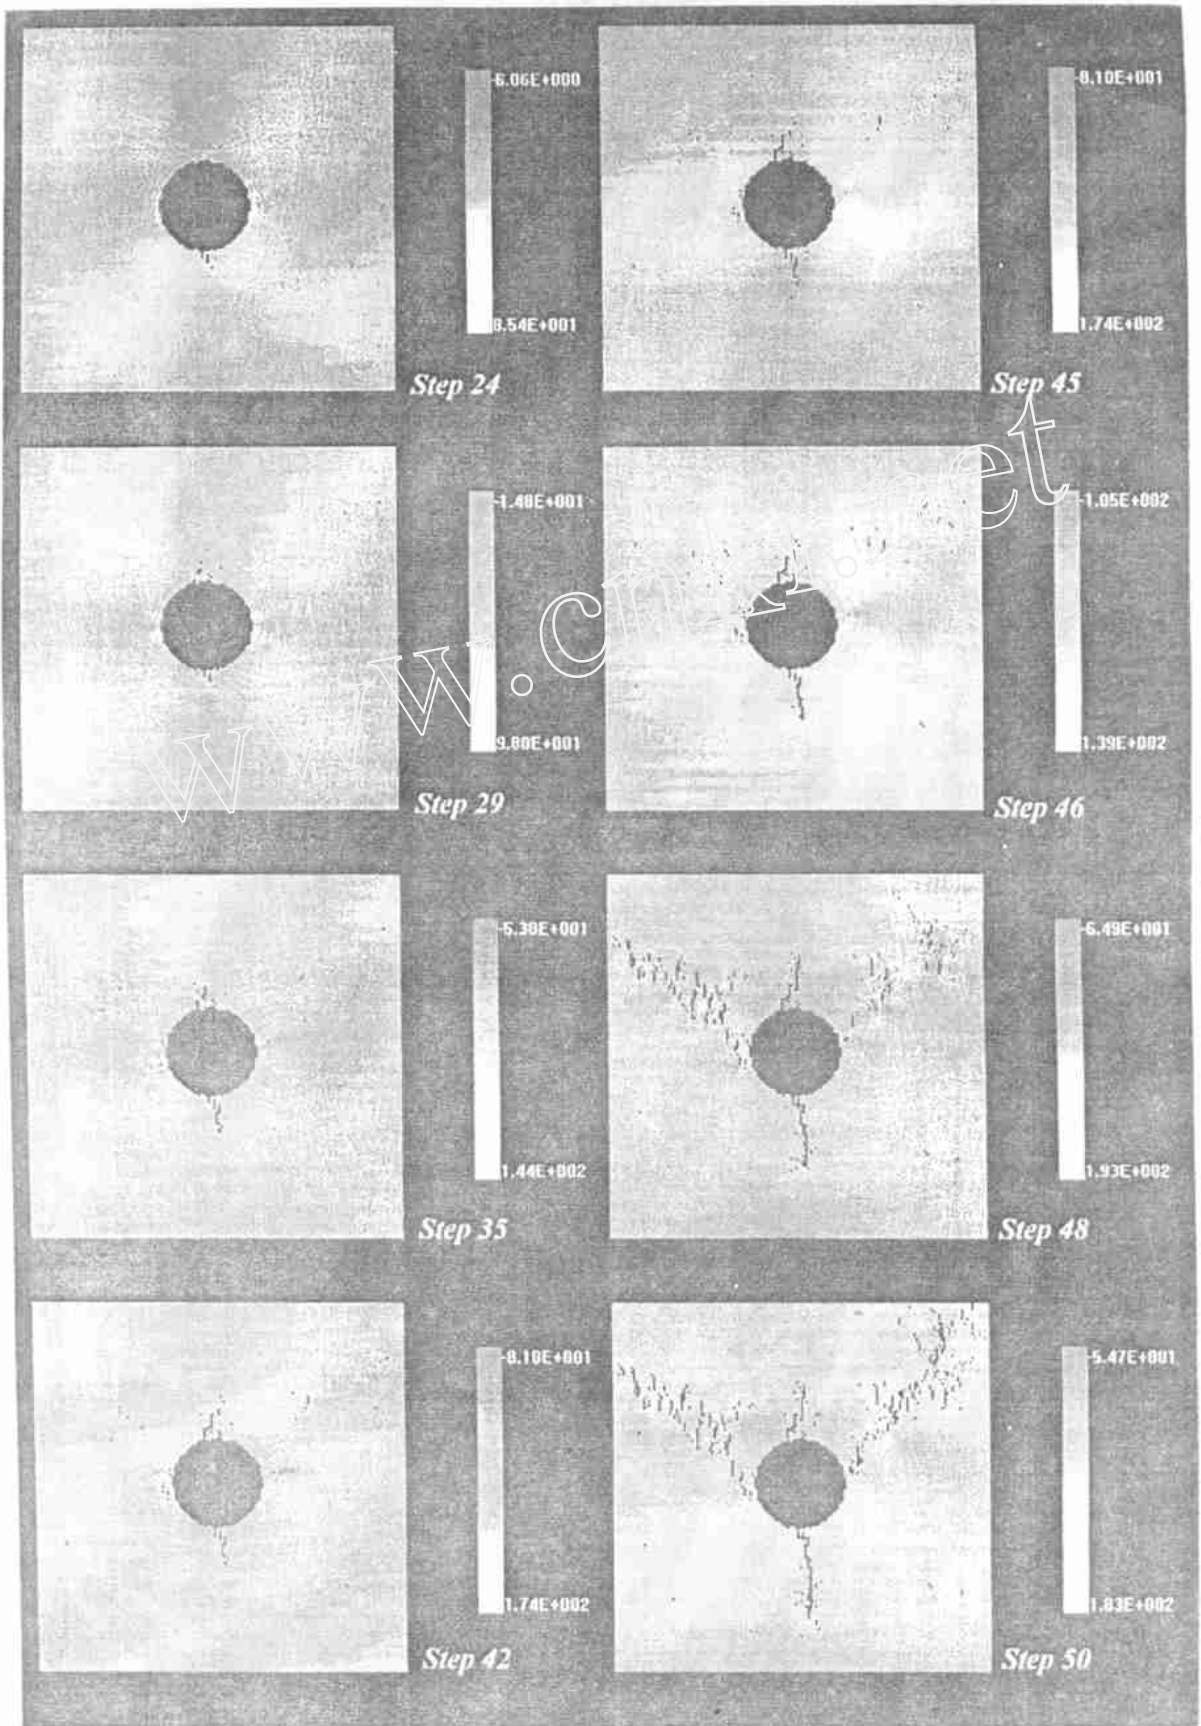 -6.06E+000
8.54E+001
Step 24
-8.10E+001
1.74E+002
Step 45
-1.48E+001
9.80E+001
Step 29
-1.05E+002
1.39E+002
Step 46
-5.30E+001
1.44E+002
Step 35
-6.49E+001
1.93E+002
Step 48
-8.10E+001
1.74E+002
Step 42
-5.47E+001
1.83E+002
Step 50
www.cnki.net